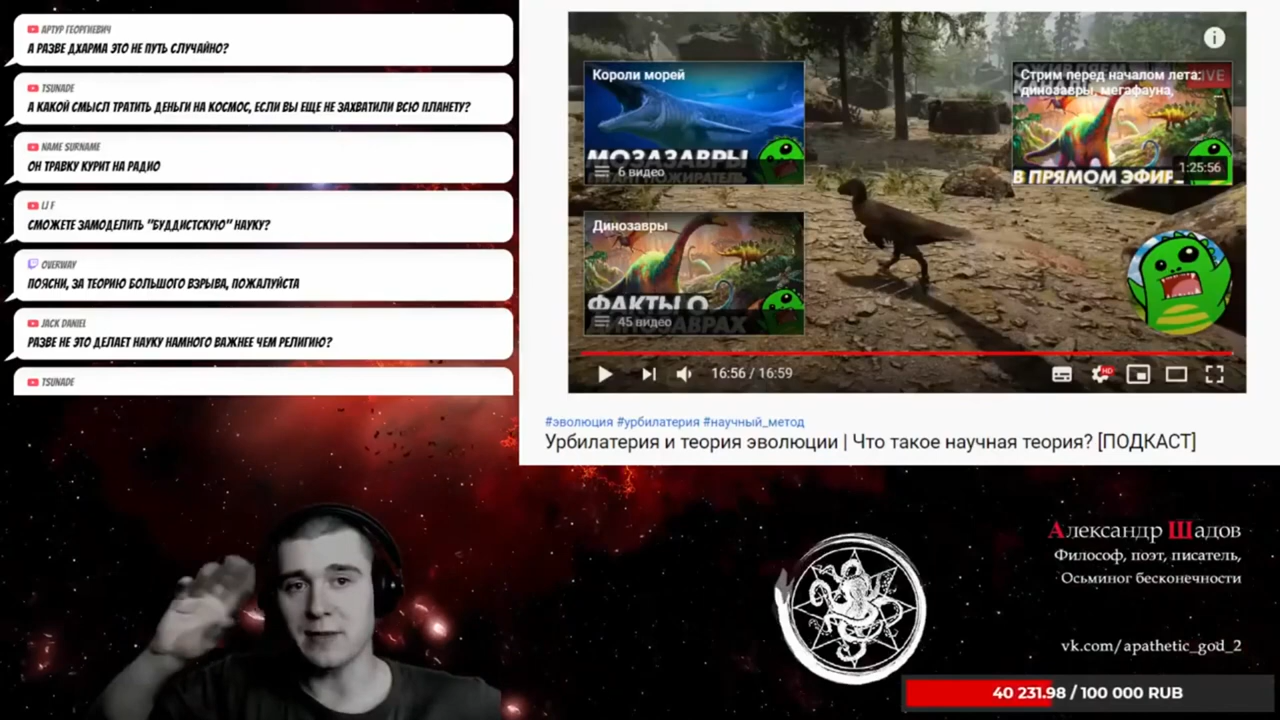 АРТУР ГЕОРГИЕВИЧ
А РАЗВЕ ДХАРМА ЭТО НЕ ПУТЬ СЛУЧАЙНО?
TSUNADE
А КАКОЙ СМЫСЛ ТРАТИТЬ ДЕНЬГИ НА КОСМОС, ЕСЛИ ВЫ ЕЩЕ НЕ ЗАХВАТИЛИ ВСЮ ПЛАНЕТУ?
NAME SURNAME
ОН ТРАВКУ КУРИТ НА РАДИО
LJ F
СМОЖЕТЕ ЗАМОДЕЛИТЬ "БУДДИСТСКУЮ" НАУКУ?
OVERWAY
ПОЯСНИ, ЗА ТЕОРИЮ БОЛЬШОГО ВЗРЫВА, ПОЖАЛУЙСТА
JACK DANIEL
РАЗВЕ НЕ ЭТО ДЕЛАЕТ НАУКУ НАМНОГО ВАЖНЕЕ ЧЕМ РЕЛИГИЮ?
TSUNADE
Короли морей
МОЗАЗАВРЫ
6 видео
Динозавры
ФАКТЫ О
ДИНОЗАВРАХ
45 видео
Стрим перед началом лета:
динозавры, мегафауна,
LIVE
В ПРЯМОМ ЭФИР
1:25:56
16:56 / 16:59
HD
#эволюция #урбилатерия #научный_метод
Урбилатерия и теория эволюции | Что такое научная теория? [ПОДКАСТ]
Александр Шадов
Философ, поэт, писатель,
Осьминог бесконечности
vk.com/apathetic_god_2
40 231.98 / 100 000 RUB